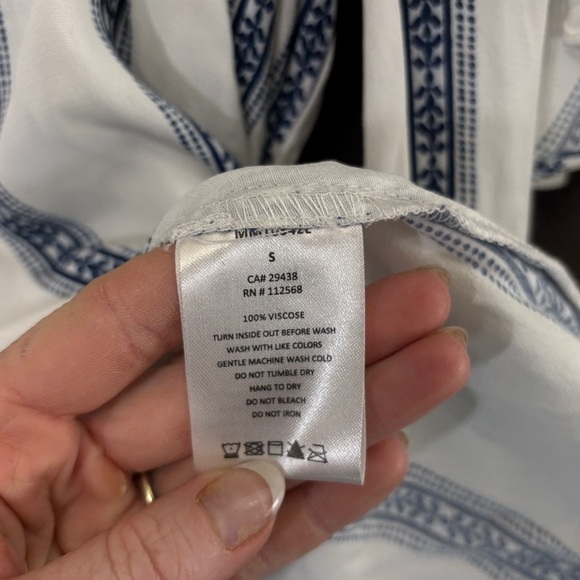 S
CA# 29438
RN # 112568
100% VISCOSE
TURN INSIDE OUT BEFORE WASH
WASH WITH LIKE COLORS
GENTLE MACHINE WASH COLD
DO NOT TUMBLE DRY
HANG TO DRY
DO NOT BLEACH
DO NOT IRON